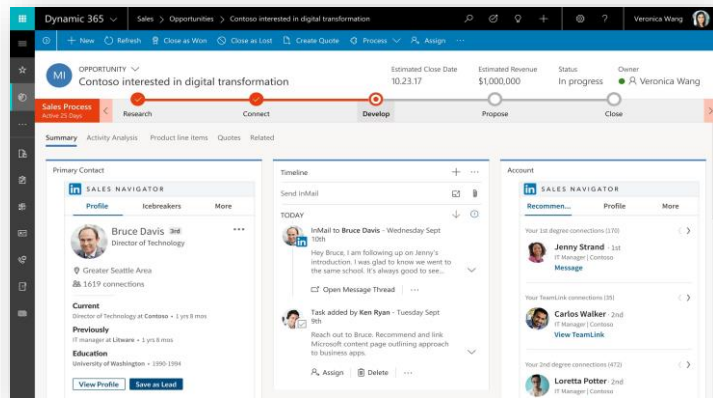 Dynamic 365
Sales > Opportunities > Contoso interested in digital transformation
Veronica Wang
+ New
Refresh
Close as Won
Close as Lost
Create Quote
Process
Assign
...
MI
OPPORTUNITY
Contoso interested in digital transformation
Estimated Close Date
10.23.17
Estimated Revenue
$1,000,000
Status
In progress
Owner
Veronica Wang
Sales Process
Active 25 Days
Research
Connect
Develop
Propose
Close
Summary
Activity Analysis
Product line items
Quotes
Related
Primary Contact
in SALES NAVIGATOR
Profile
Icebreakers
More
Bruce Davis 3rd
Director of Technology
Greater Seattle Area
1619 connections
Current
Director of Technology at Contoso • 1 yrs 8 mos
Previously
IT manager at Litware • 1 yrs 8 mos
Education
University of Washington • 1990-1994
View Profile
Save as Lead
Timeline
Send inMail
TODAY
InMail to Bruce Davis - Wednesday Sept
10th
Hey Bruce, I am following up on Jenny's
introduction. I was glad to know we went to
the same school. It's always good to see...
Open Message Thread
...
Task added by Ken Ryan - Tuesday Sept
9th
Reach out to Bruce. Recommend and link
Microsoft content page outlining approach
to business apps.
Assign
Delete
...
Account
in SALES NAVIGATOR
Recommen...
Profile
More
Your 1st degree connections (170)
Jenny Strand · 1st
IT Manager | Contoso
Message
Your TeamLink connections (35)
Carlos Walker · 2nd
IT Manager | Contoso
View TeamLink
Your 2nd degree connections (472)
Loretta Potter · 2nd
IT Manager | Contoso